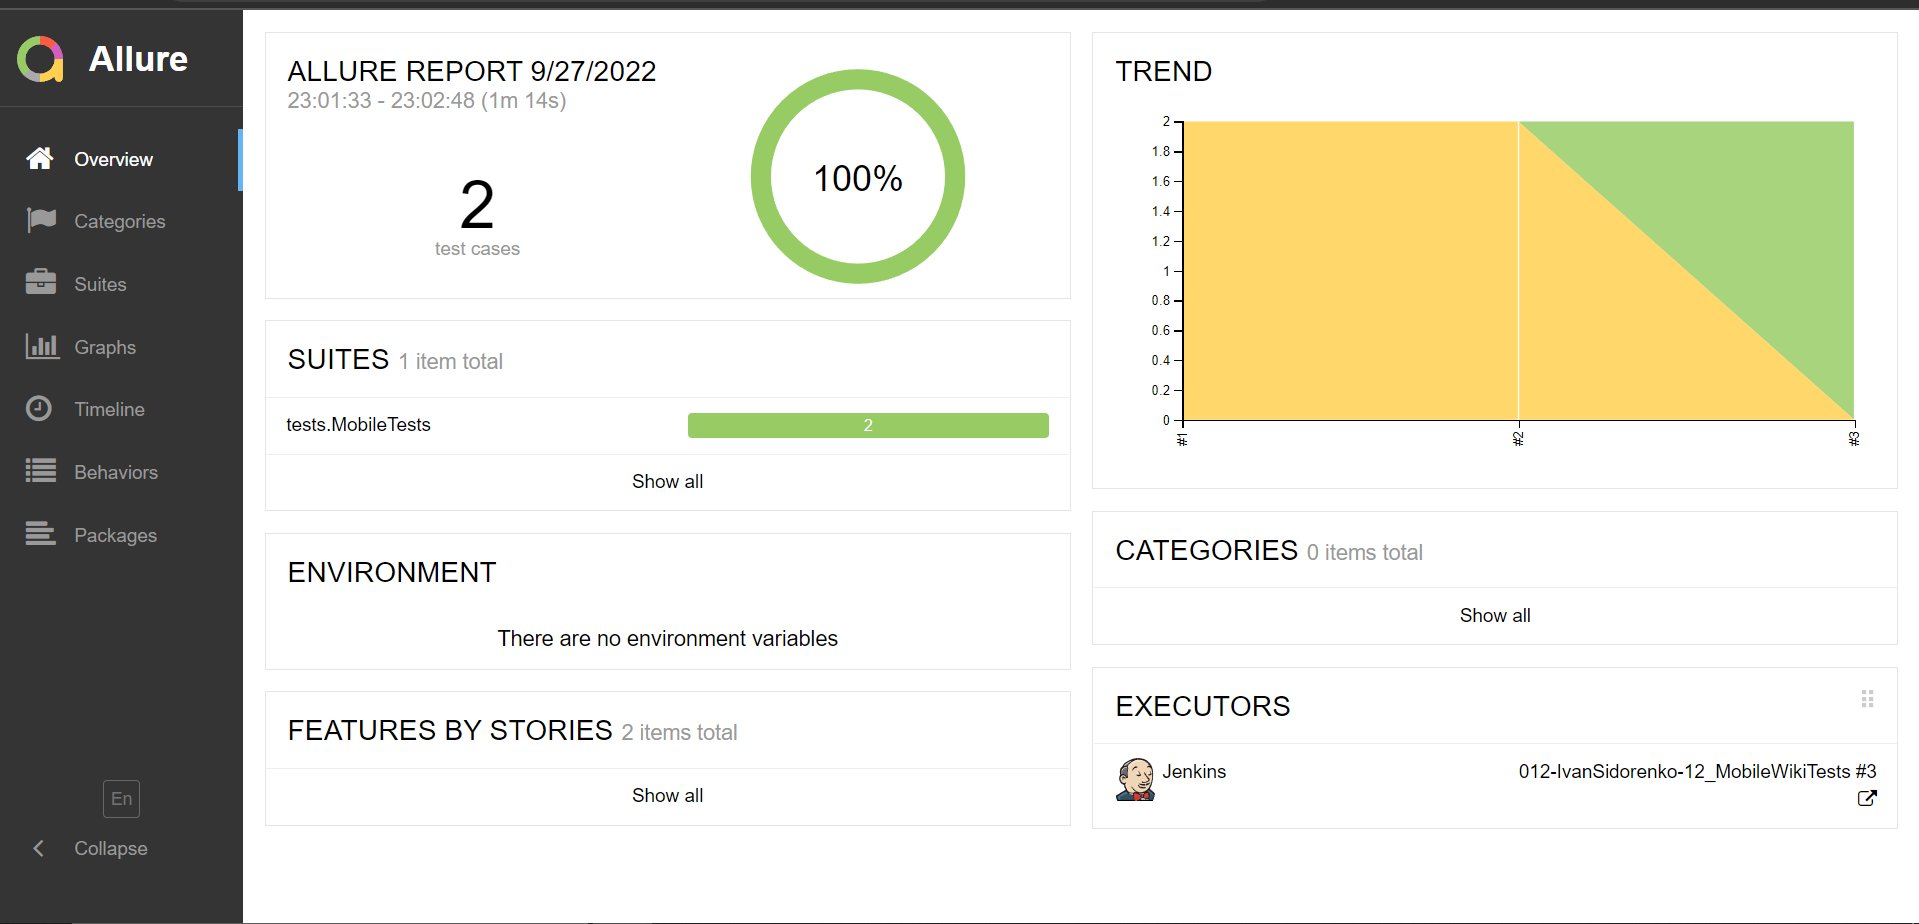 Allure
Overview
Categories
Suites
Graphs
Timeline
Behaviors
Packages
En
Collapse
ALLURE REPORT 9/27/2022
23:01:33 - 23:02:48 (1m 14s)
2
test cases
100%
SUITES 1 item total
tests.MobileTests 2
Show all
ENVIRONMENT
There are no environment variables
FEATURES BY STORIES 2 items total
Show all
TREND
2
1.8
1.6
1.4
1.2
1
0.8
0.6
0.4
0.2
0
#1 #2 #3
CATEGORIES 0 items total
Show all
EXECUTORS
Jenkins 012-IvanSidorenko-12_MobileWikiTests #3